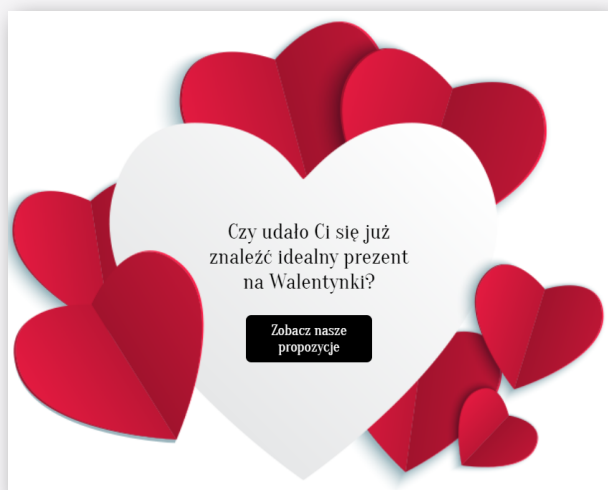 Czy udało Ci się już
znaleźć idealny prezent
na Walentynki?
Zobacz nasze
propozycje